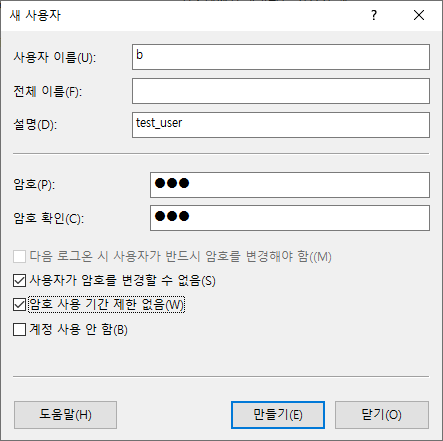 새 사용자
사용자 이름(U): b
전체 이름(F):
설명(D): test_user
암호(P): ●●●
암호 확인(C): ●●●
다음 로그온 시 사용자가 반드시 암호를 변경해야 함((M)
사용자가 암호를 변경할 수 없음(S)
암호 사용 기간 제한 없음(W)
계정 사용 안 함(B)
도움말(H) 만들기(E) 닫기(O)